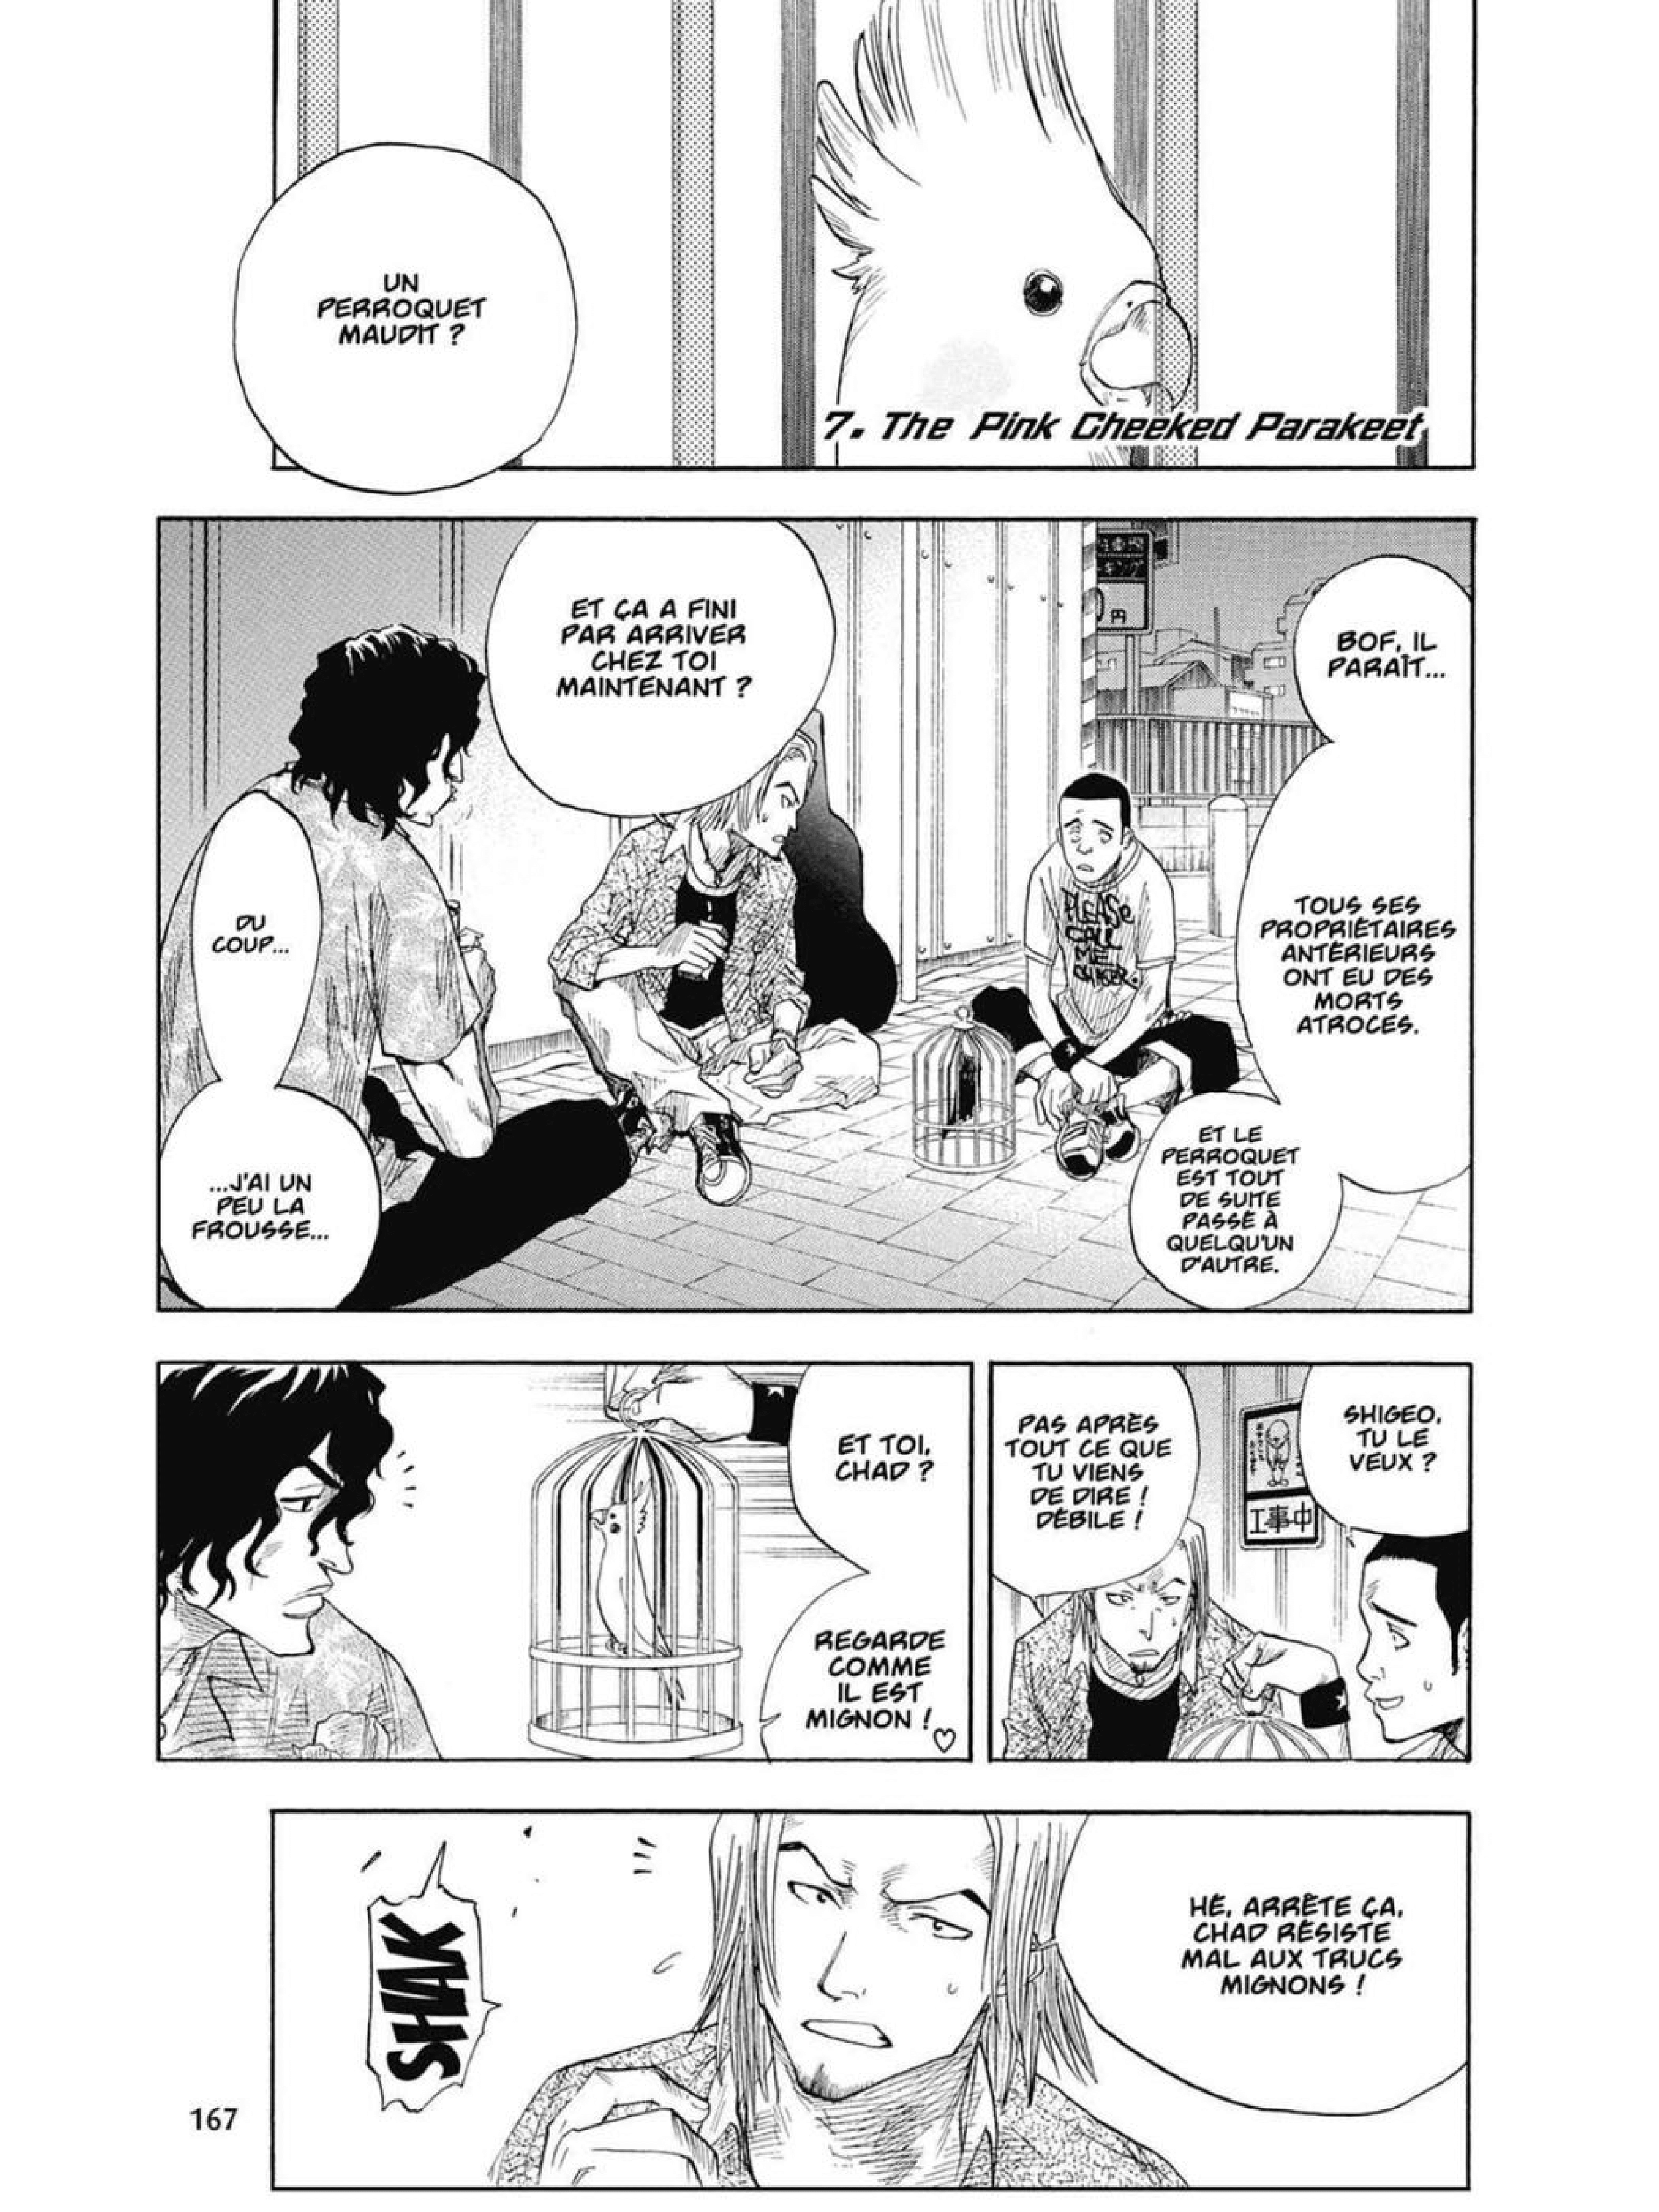 UN
PERROQUET
MAUDIT ?
7. The Pink Cheeked Parakeet
BOF, IL
PARAÎT...
TOUS SES
PROPRIÉTAIRES
ANTÉRIEURS
ONT EU DES
MORTS
ATROCES.
ET LE
PERROQUET
EST TOUT
DE SUITE
PASSÉ À
QUELQU'UN
D'AUTRE.
ET ÇA A FINI
PAR ARRIVER
CHEZ TOI
MAINTENANT ?
DU
COUP...
...J'AI UN
PEU LA
FROUSSE...
PLEASE
CALL
ME
円
SHIGEO,
TU LE
VEUX ?
PAS APRÈS
TOUT CE QUE
TU VIENS
DE DIRE !
DÉBILE !
工事中
ET TOI,
CHAD ?
REGARDE
COMME
IL EST
MIGNON ! ♡
HÉ, ARRÊTE ÇA,
CHAD RÉSISTE
MAL AUX TRUCS
MIGNONS !
SHAK
167